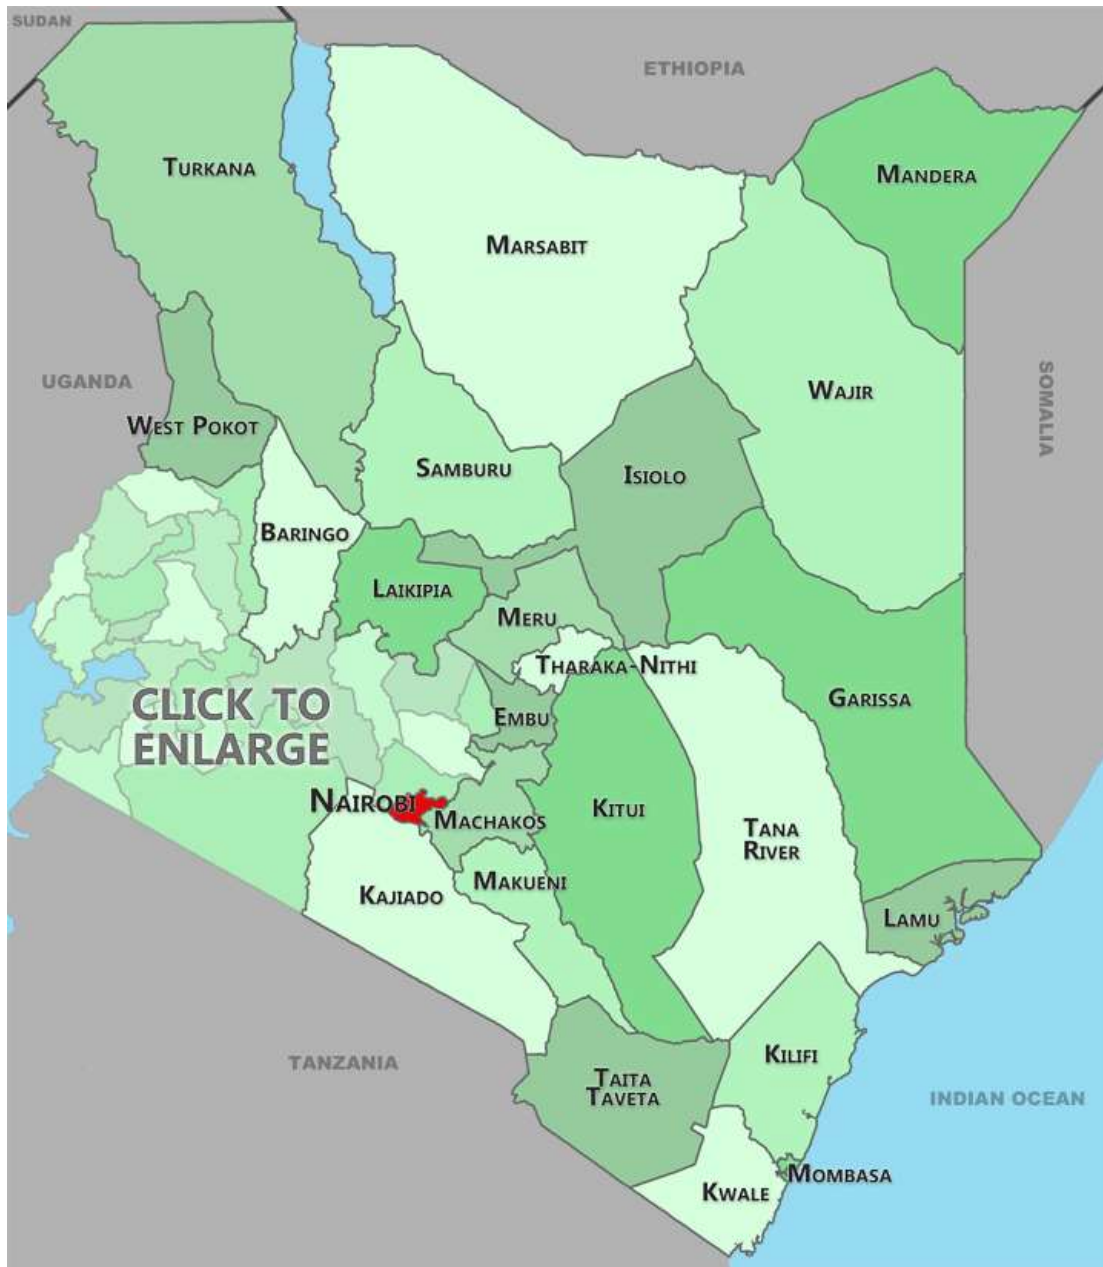 SUDAN
ETHIOPIA
TURKANA
MANDERA
MARSABIT
UGANDA
SOMALIA
WAJIR
WEST POKOT
SAMBURU
ISIOLO
BARINGO
LAIKIPIA
MERU
THARAKA-NITHI
GARISSA
CLICK TO
ENLARGE
EMBU
NAIROBI
MACHAKOS
KITUI
TANA
RIVER
MAKUENI
KAJIADO
LAMU
TANZANIA
KILIFI
TAITA
TAVETA
INDIAN OCEAN
MOMBASA
KWALE